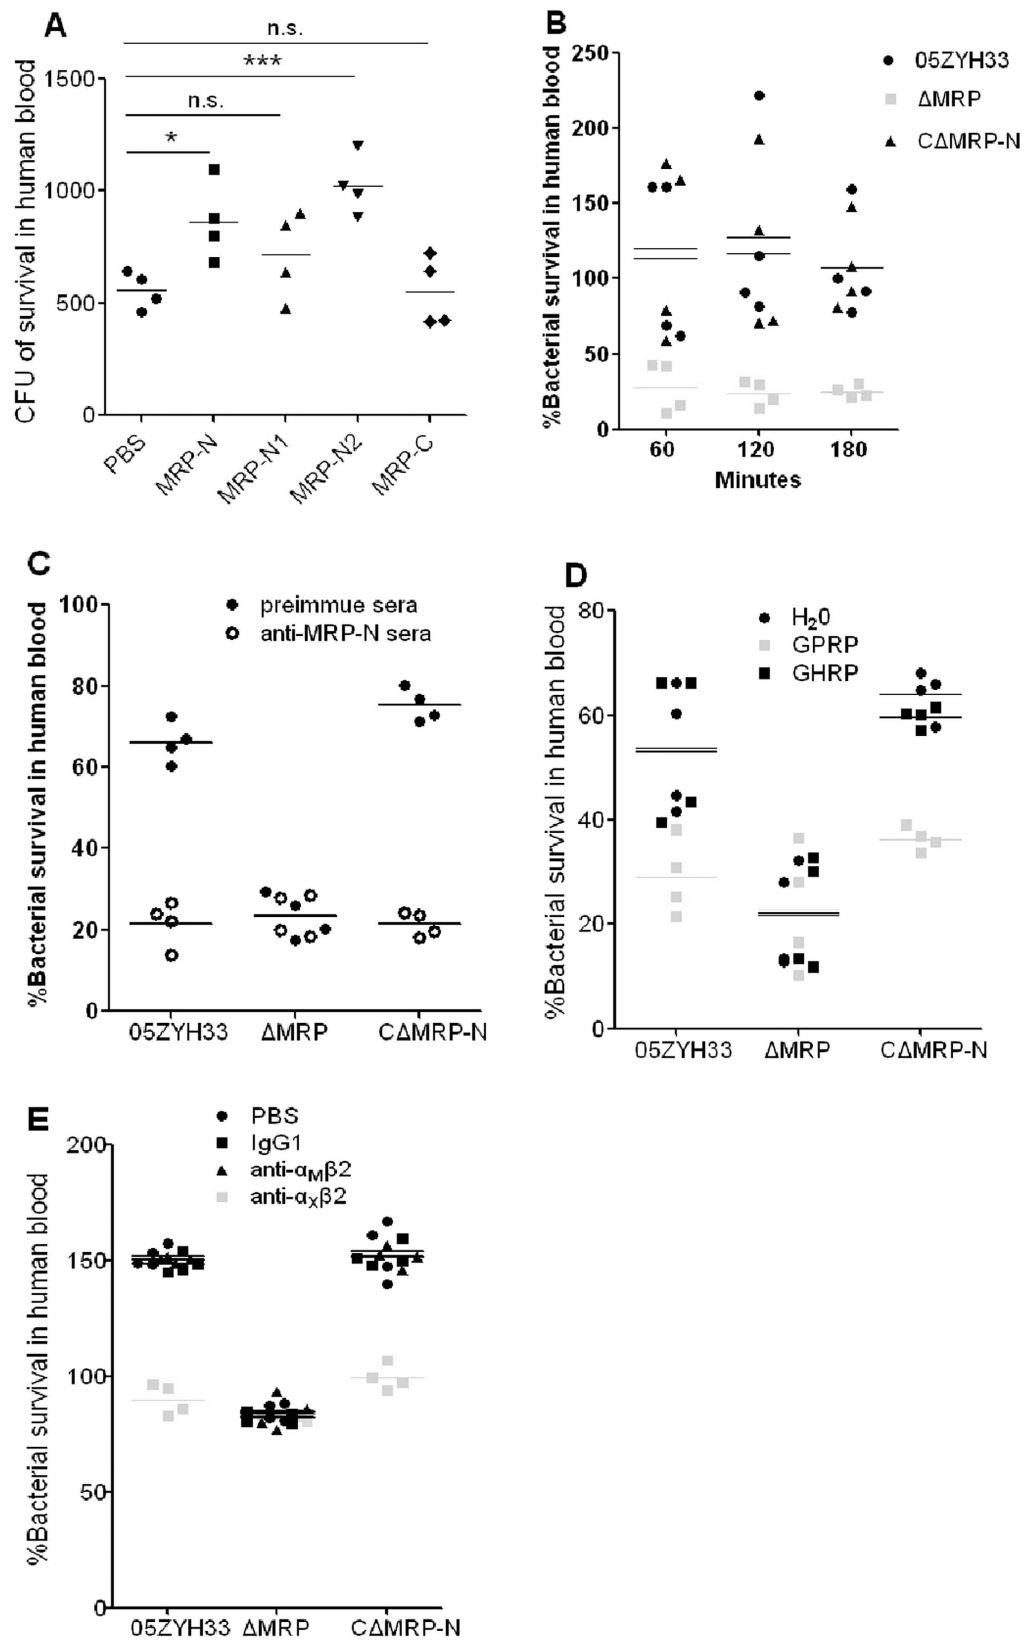 A
n.s.
***
n.s.
*
CFU of survival in human blood
1500
1000
500
0
PBS
MRP-N
MRP-N1
MRP-N2
MRP-C
B
%Bacterial survival in human blood
250
200
150
100
50
0
60
120
180
Minutes
05ZYH33
ΔMRP
CΔMRP-N
C
%Bacterial survival in human blood
100
80
60
40
20
0
preimmue sera
anti-MRP-N sera
05ZYH33
ΔMRP
CΔMRP-N
D
%Bacterial survival in human blood
80
60
40
20
0
H₂0
GPRP
GHRP
05ZYH33
ΔMRP
CΔMRP-N
E
%Bacterial survival in human blood
200
150
100
50
0
PBS
IgG1
anti-α_Mβ2
anti-α_Xβ2
05ZYH33
ΔMRP
CΔMRP-N